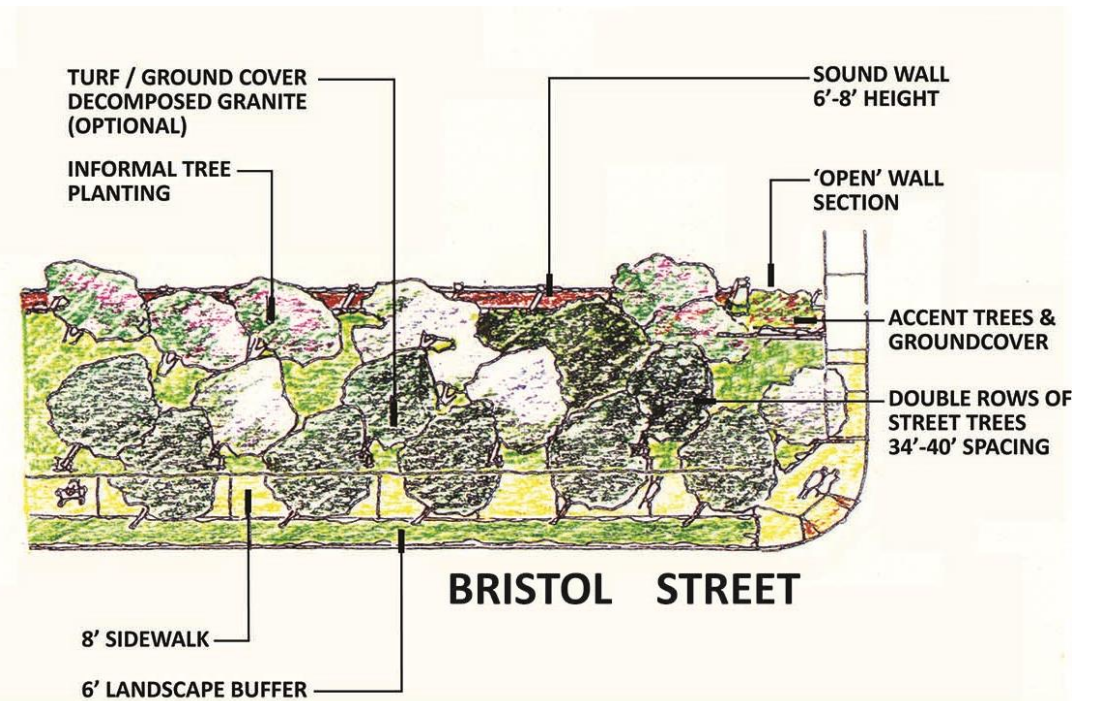 TURF / GROUND COVER
DECOMPOSED GRANITE
(OPTIONAL)
INFORMAL TREE
PLANTING
SOUND WALL
6’-8’ HEIGHT
‘OPEN’ WALL
SECTION
ACCENT TREES &
GROUNDCOVER
DOUBLE ROWS OF
STREET TREES
34’-40’ SPACING
BRISTOL STREET
8’ SIDEWALK
6’ LANDSCAPE BUFFER